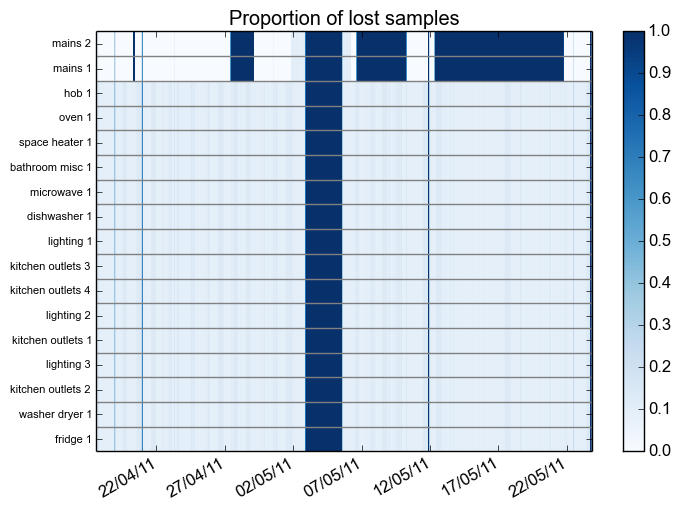 Proportion of lost samples
mains 2
mains 1
hob 1
oven 1
space heater 1
bathroom misc 1
microwave 1
dishwasher 1
lighting 1
kitchen outlets 3
kitchen outlets 4
lighting 2
kitchen outlets 1
lighting 3
kitchen outlets 2
washer dryer 1
fridge 1
22/04/11
27/04/11
02/05/11
07/05/11
12/05/11
17/05/11
22/05/11
1.0
0.9
0.8
0.7
0.6
0.5
0.4
0.3
0.2
0.1
0.0